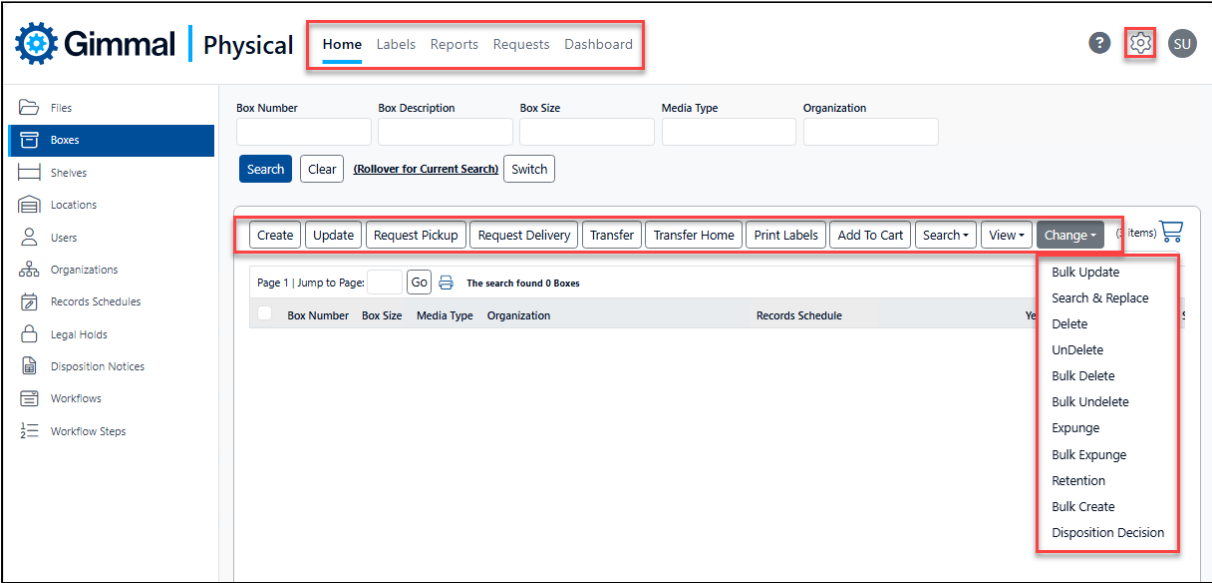 Gimmal | Physical
Home Labels Reports Requests Dashboard
?
SU
Files
Boxes
Shelves
Locations
Users
Organizations
Records Schedules
Legal Holds
Disposition Notices
Workflows
Workflow Steps
Box Number Box Description Box Size Media Type Organization
Search Clear (Rollover for Current Search) Switch
Create Update Request Pickup Request Delivery Transfer Transfer Home Print Labels Add To Cart Search View Change items)
Page 1 | Jump to Page: Go The search found 0 Boxes
Box Number Box Size Media Type Organization Records Schedule Ye
Bulk Update
Search & Replace
Delete
UnDelete
Bulk Delete
Bulk Undelete
Expunge
Bulk Expunge
Retention
Bulk Create
Disposition Decision